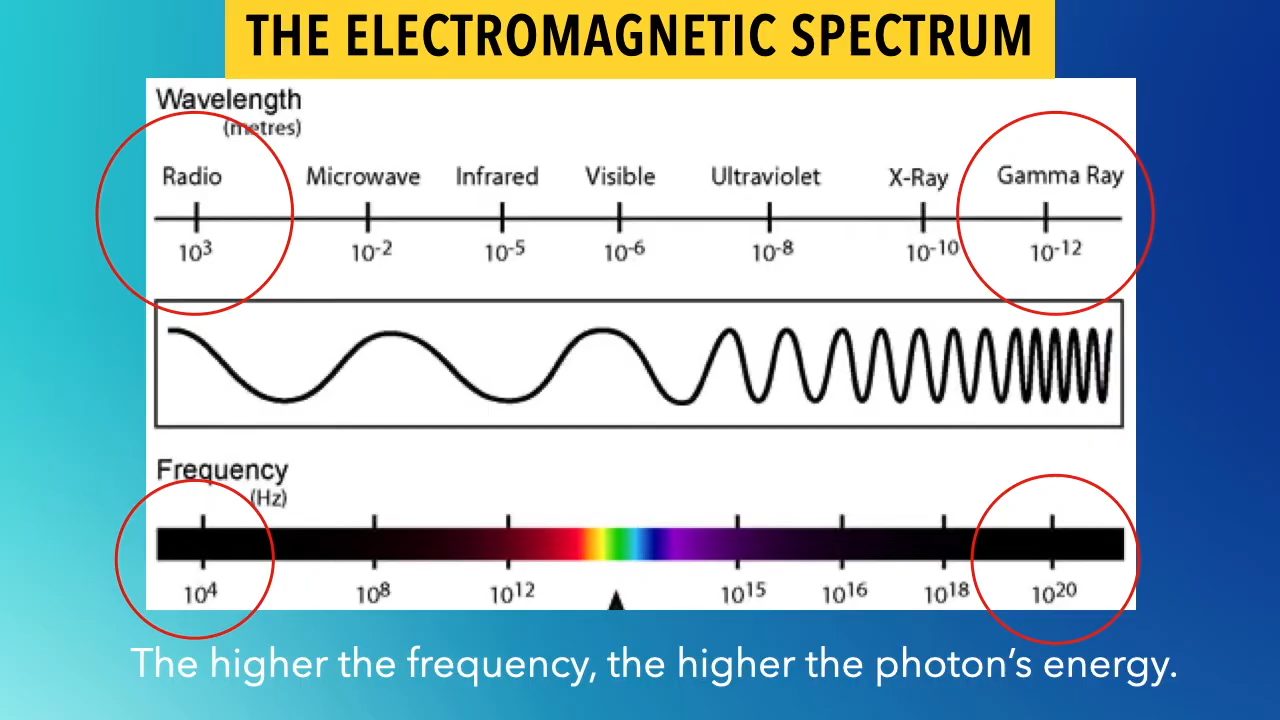 THE ELECTROMAGNETIC SPECTRUM
Wavelength
(metres)
Radio Microwave Infrared Visible Ultraviolet X-Ray Gamma Ray
10³ 10⁻² 10⁻⁵ 10⁻⁶ 10⁻⁸ 10⁻¹⁰ 10⁻¹²
Frequency
(Hz)
10⁴ 10⁸ 10¹² 10¹⁵ 10¹⁶ 10¹⁸ 10²⁰
The higher the frequency, the higher the photon’s energy.